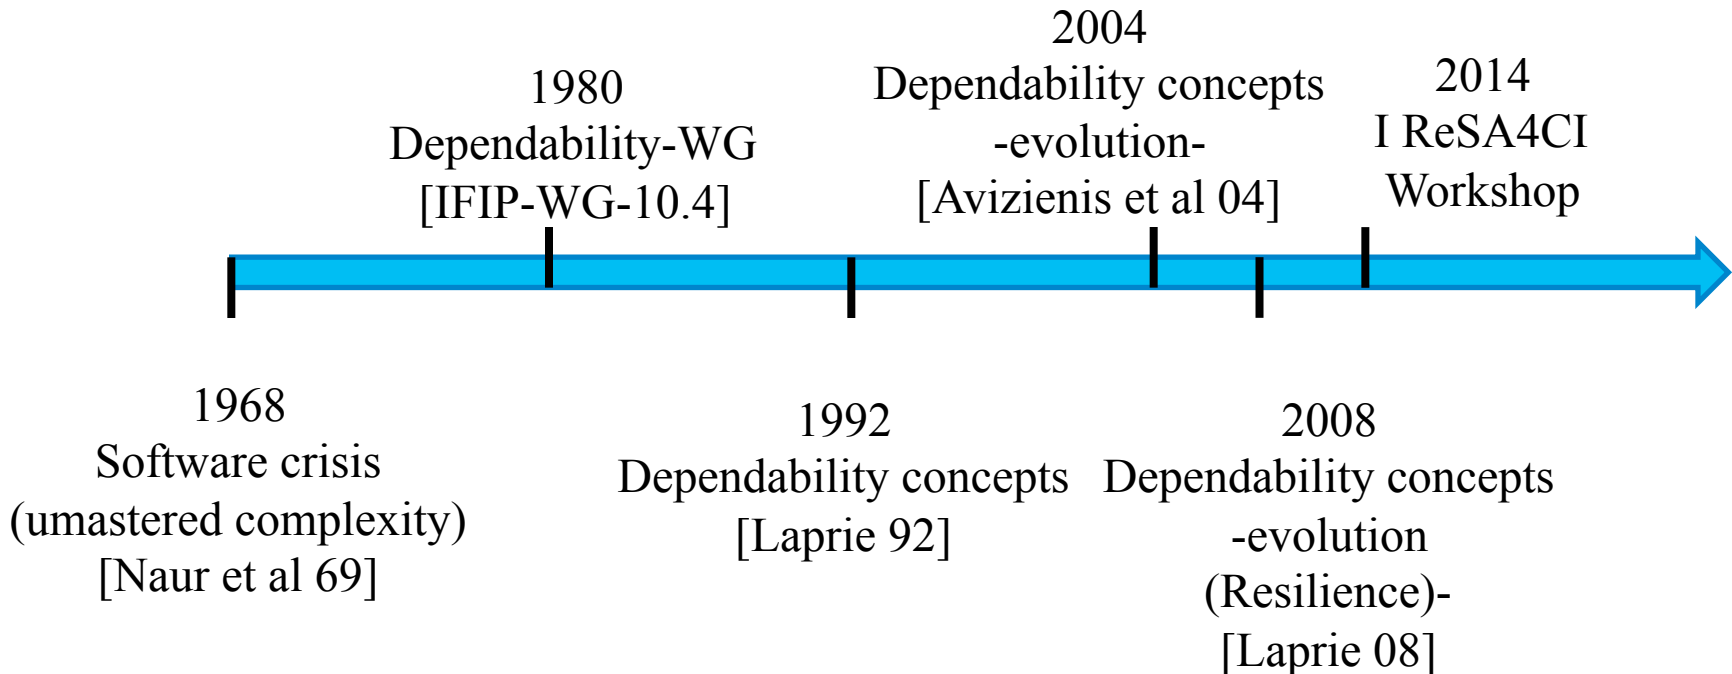 1968
Software crisis
(umastered complexity)
[Naur et al 69]
1980
Dependability-WG
[IFIP-WG-10.4]
1992
Dependability concepts
[Laprie 92]
2004
Dependability concepts
-evolution-
[Avizienis et al 04]
2008
Dependability concepts
-evolution
(Resilience)-
[Laprie 08]
2014
I ReSA4CI
Workshop